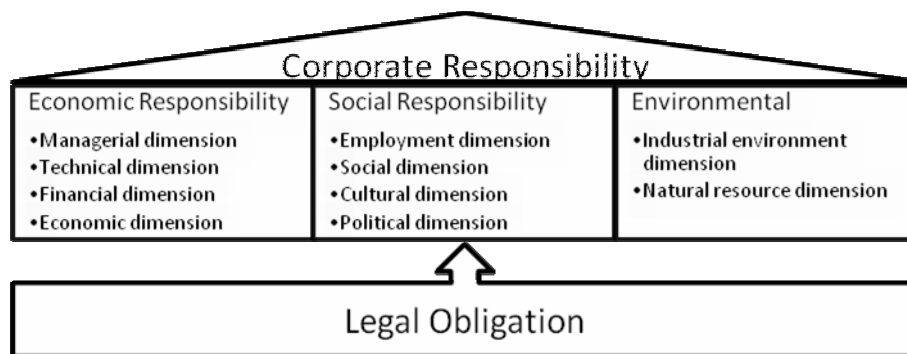 Corporate Responsibility
Economic Responsibility
•Managerial dimension
•Technical dimension
•Financial dimension
•Economic dimension
Social Responsibility
•Employment dimension
•Social dimension
•Cultural dimension
•Political dimension
Environmental
•Industrial environment
dimension
•Natural resource dimension
Legal Obligation